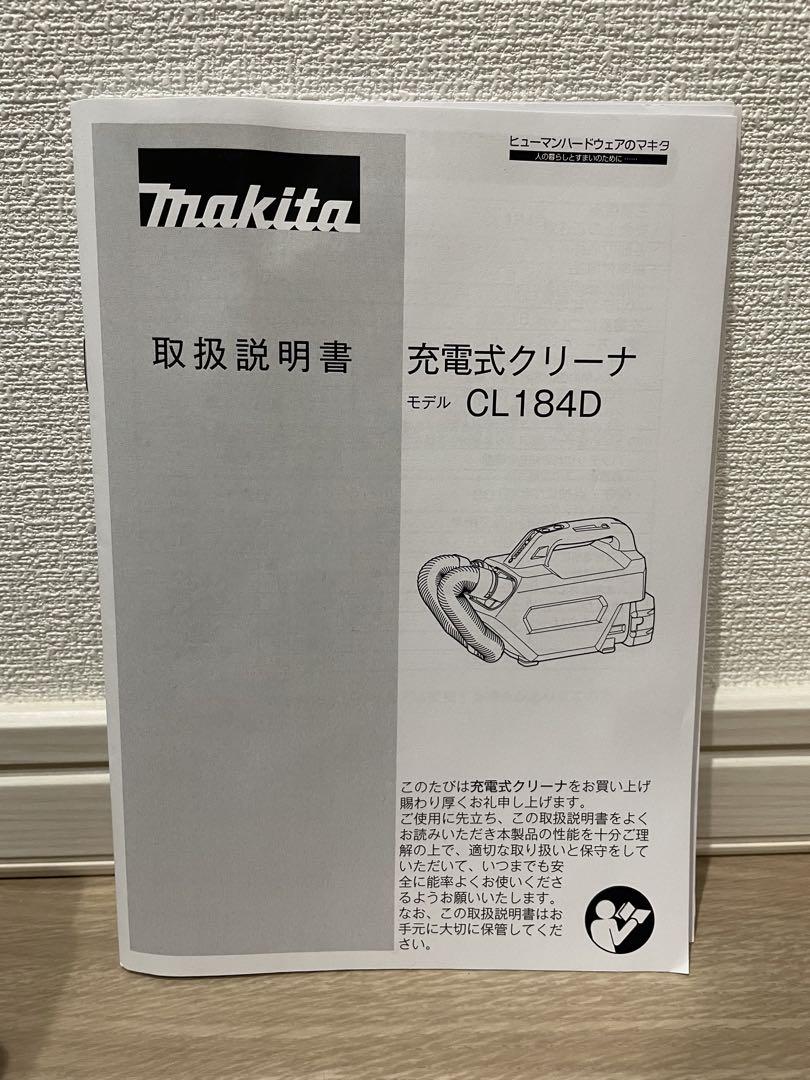 makita
ヒューマンハードウェアのマキタ
人の暮らしとすまいのために……
取扱説明書
充電式クリーナ
モデル CL184D
このたびは充電式クリーナをお買い上げ
賜わり厚くお礼申し上げます。
ご使用に先立ち、この取扱説明書をよく
お読みいただき本製品の性能を十分ご理
解の上で、適切な取り扱いと保守をして
いただいて、いつまでも安
全に能率よくお使いくださ
るようお願いいたします。
なお、この取扱説明書はお
手元に大切に保管してくだ
さい。